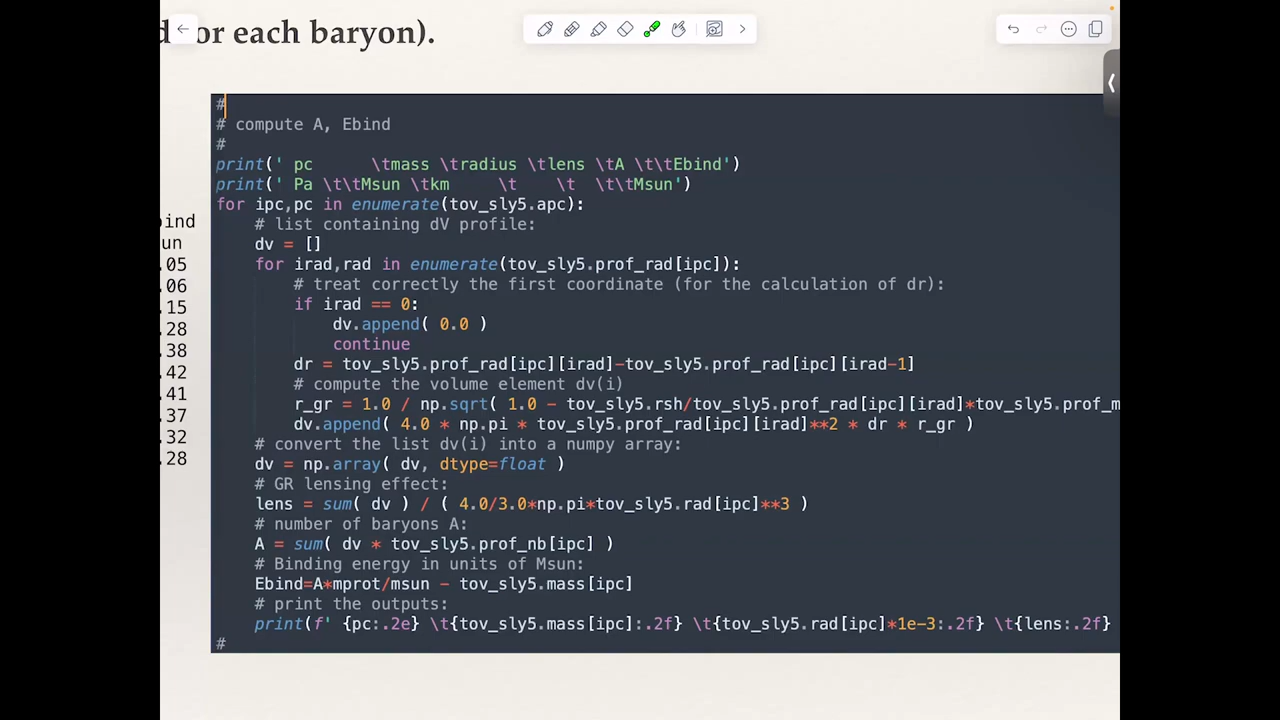 d for each baryon).
#
# compute A, Ebind
#
print(' pc      \tmass \tradius \tlens \tA \t\tEbind')
print(' Pa \t\tMsun \tkm     \t    \t  \t\tMsun')
for ipc,pc in enumerate(tov_sly5.apc):
    # list containing dV profile:
    dv = []
    for irad,rad in enumerate(tov_sly5.prof_rad[ipc]):
        # treat correctly the first coordinate (for the calculation of dr):
        if irad == 0:
            dv.append( 0.0 )
            continue
        dr = tov_sly5.prof_rad[ipc][irad]-tov_sly5.prof_rad[ipc][irad-1]
        # compute the volume element dv(i)
        r_gr = 1.0 / np.sqrt( 1.0 - tov_sly5.rsh/tov_sly5.prof_rad[ipc][irad]*tov_sly5.prof_m
        dv.append( 4.0 * np.pi * tov_sly5.prof_rad[ipc][irad]**2 * dr * r_gr )
    # convert the list dv(i) into a numpy array:
    dv = np.array( dv, dtype=float )
    # GR lensing effect:
    lens = sum( dv ) / ( 4.0/3.0*np.pi*tov_sly5.rad[ipc]**3 )
    # number of baryons A:
    A = sum( dv * tov_sly5.prof_nb[ipc] )
    # Binding energy in units of Msun:
    Ebind=A*mprot/msun - tov_sly5.mass[ipc]
    # print the outputs:
    print(f' {pc:.2e} \t{tov_sly5.mass[ipc]:.2f} \t{tov_sly5.rad[ipc]*1e-3:.2f} \t{lens:.2f}
#
ind
un
.05
.06
.15
.28
.38
.42
.41
.37
.32
.28